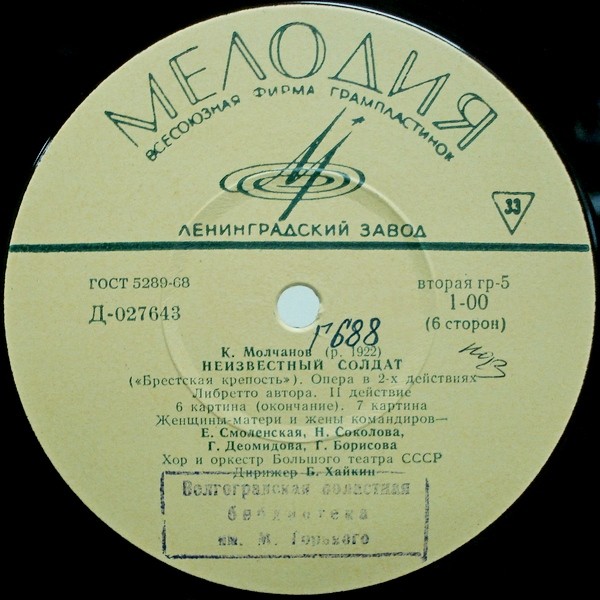 МЕЛОДИЯ
ВСЕСОЮЗНАЯ ФИРМА ГРАМПЛАСТИНОК
33
ЛЕНИНГРАДСКИЙ ЗАВОД
ГОСТ 5289-68
вторая гр-5
Д-027643
1-00
(6 сторон)
Г688
К. Молчанов (р. 1922)
НЕИЗВЕСТНЫЙ СОЛДАТ
(«Брестская крепость»). Опера в 2-х действиях
Либретто автора. II действие
6 картина (окончание). 7 картина
Женщины-матери и жены командиров—
Е. Смоленская, Н. Соколова,
Г. Деомидова, Г. Борисова
Хор и оркестр Большого театра СССР
Дирижер Б. Хайкин
Волгоградская областная
библиотека
им. М. Горького